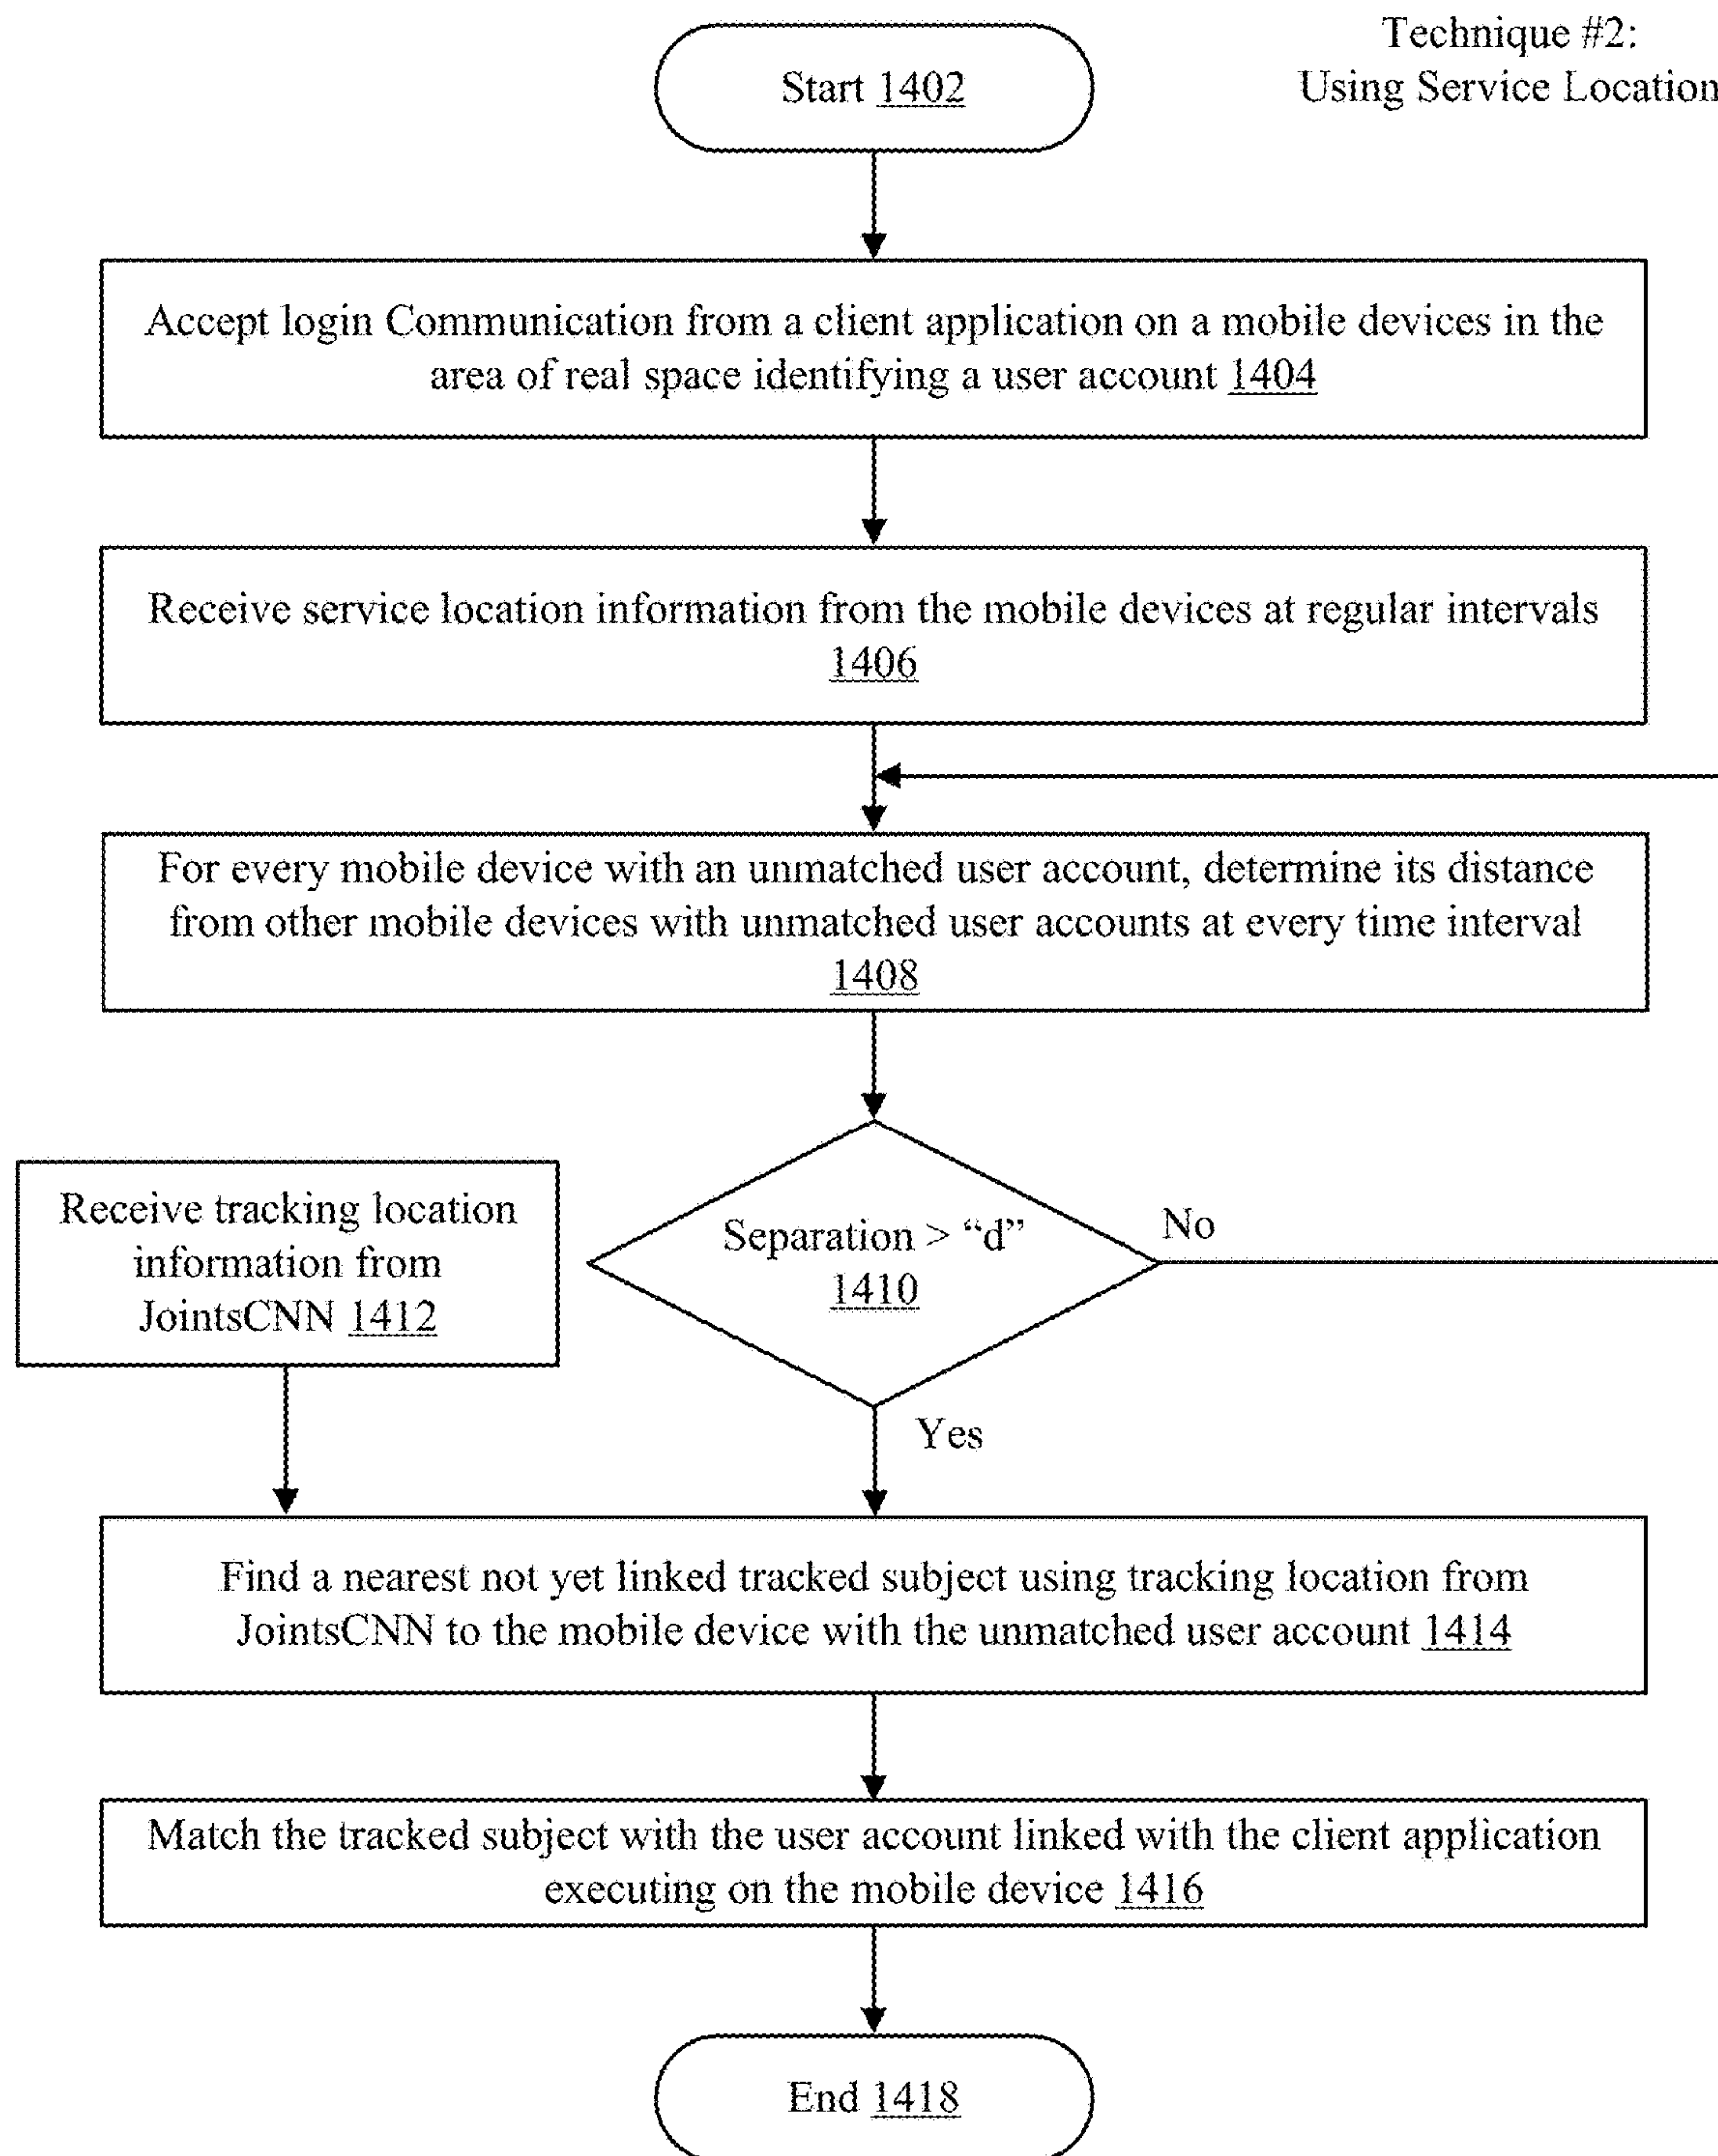 Technique #2:
Using Service Location
Start 1402
Accept login Communication from a client application on a mobile devices in the
area of real space identifying a user account 1404
Receive service location information from the mobile devices at regular intervals
1406
For every mobile device with an unmatched user account, determine its distance
from other mobile devices with unmatched user accounts at every time interval
1408
Receive tracking location
information from
JointsCNN 1412
Separation > “d”
1410
No
Yes
Find a nearest not yet linked tracked subject using tracking location from
JointsCNN to the mobile device with the unmatched user account 1414
Match the tracked subject with the user account linked with the client application
executing on the mobile device 1416
End 1418